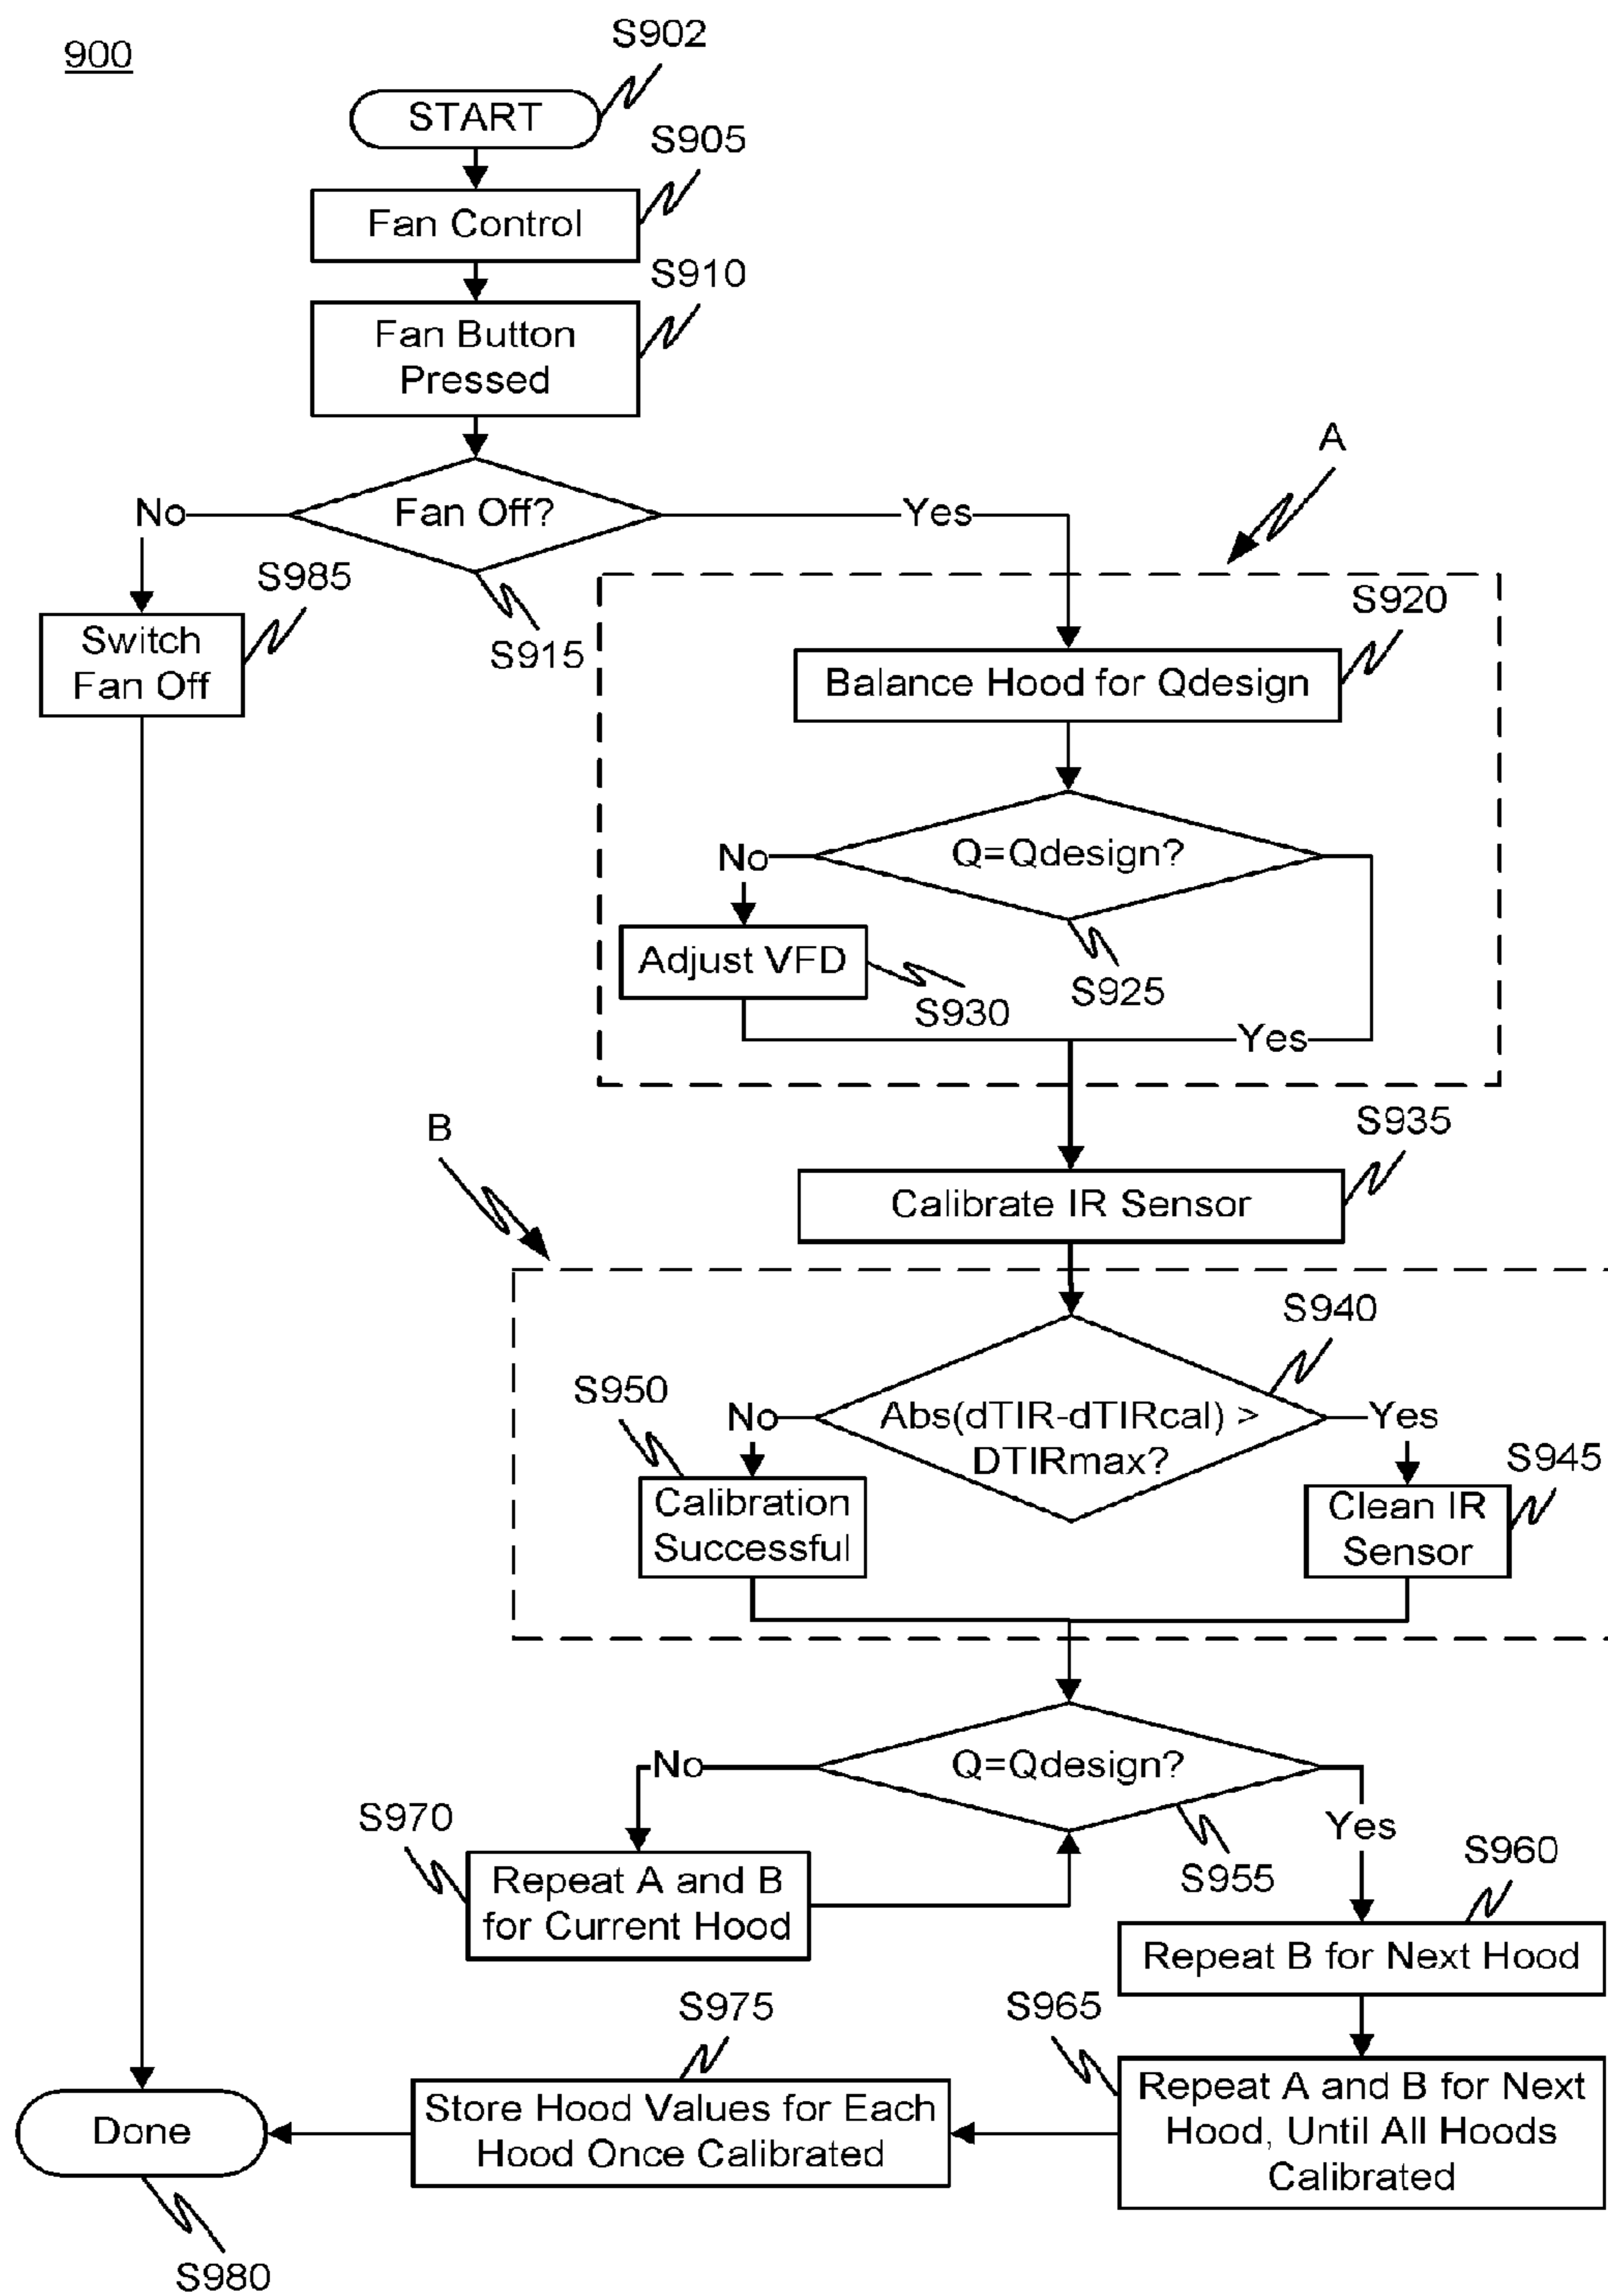 900
S902
START
S905
Fan Control
S910
Fan Button
Pressed
A
No
Fan Off?
Yes
S985
S915
S920
Switch
Fan Off
Balance Hood for Qdesign
No
Q=Qdesign?
Adjust VFD
S925
S930
Yes
B
S935
Calibrate IR Sensor
S940
S950
No
Abs(dTIR-dTIRcal) >
DTIRmax?
Yes
S945
Calibration
Successful
Clean IR
Sensor
No
Q=Qdesign?
S970
Yes
S955
S960
Repeat A and B
for Current Hood
Repeat B for Next Hood
S975
S965
Done
Store Hood Values for Each
Hood Once Calibrated
Repeat A and B for Next
Hood, Until All Hoods
Calibrated
S980